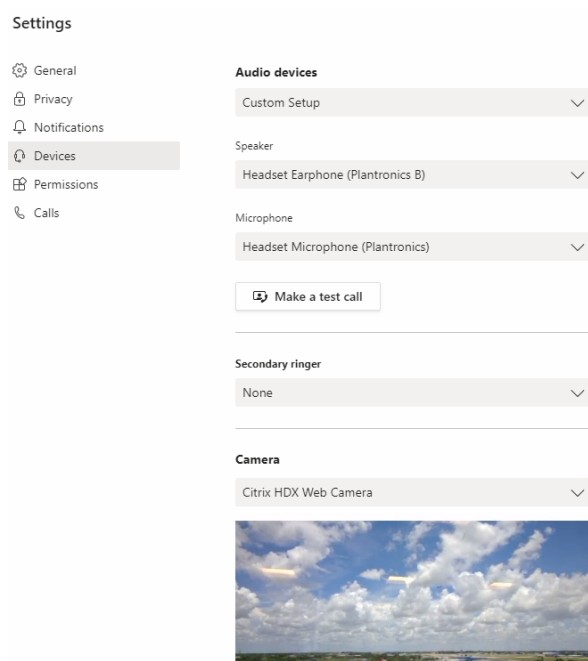 Settings
General
Privacy
Notifications
Devices
Permissions
Calls
Audio devices
Custom Setup
Speaker
Headset Earphone (Plantronics B)
Microphone
Headset Microphone (Plantronics)
Make a test call
Secondary ringer
None
Camera
Citrix HDX Web Camera